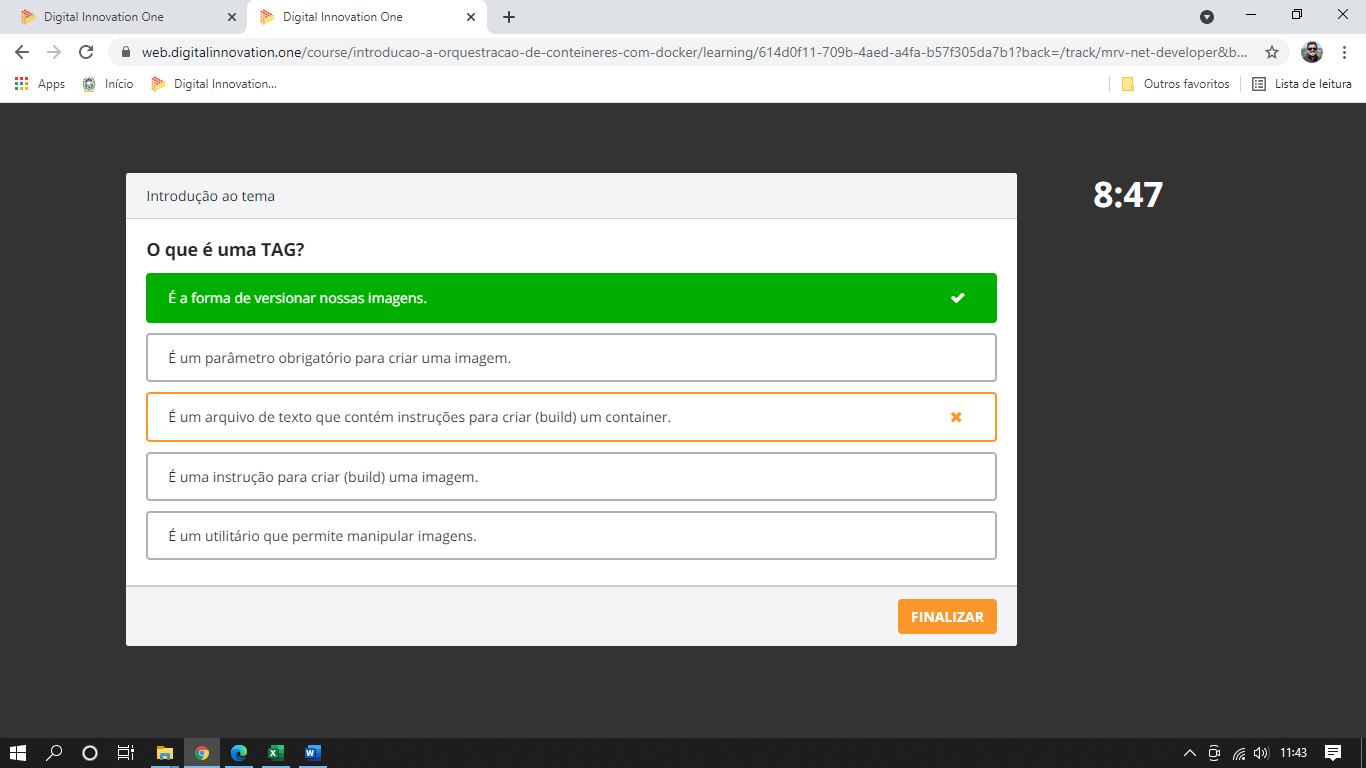 Digital Innovation One
Digital Innovation One
web.digitalinnovation.one/course/introducao-a-orquestracao-de-conteineres-com-docker/learning/614d0f11-709b-4aed-a4fa-b57f305da7b1?back=/track/mrv-net-developer&b...
Apps
Início
Digital Innovation...
Outros favoritos
Lista de leitura
Introdução ao tema
8:47
O que é uma TAG?
É a forma de versionar nossas imagens.
É um parâmetro obrigatório para criar uma imagem.
É um arquivo de texto que contém instruções para criar (build) um container.
É uma instrução para criar (build) uma imagem.
É um utilitário que permite manipular imagens.
FINALIZAR
11:43